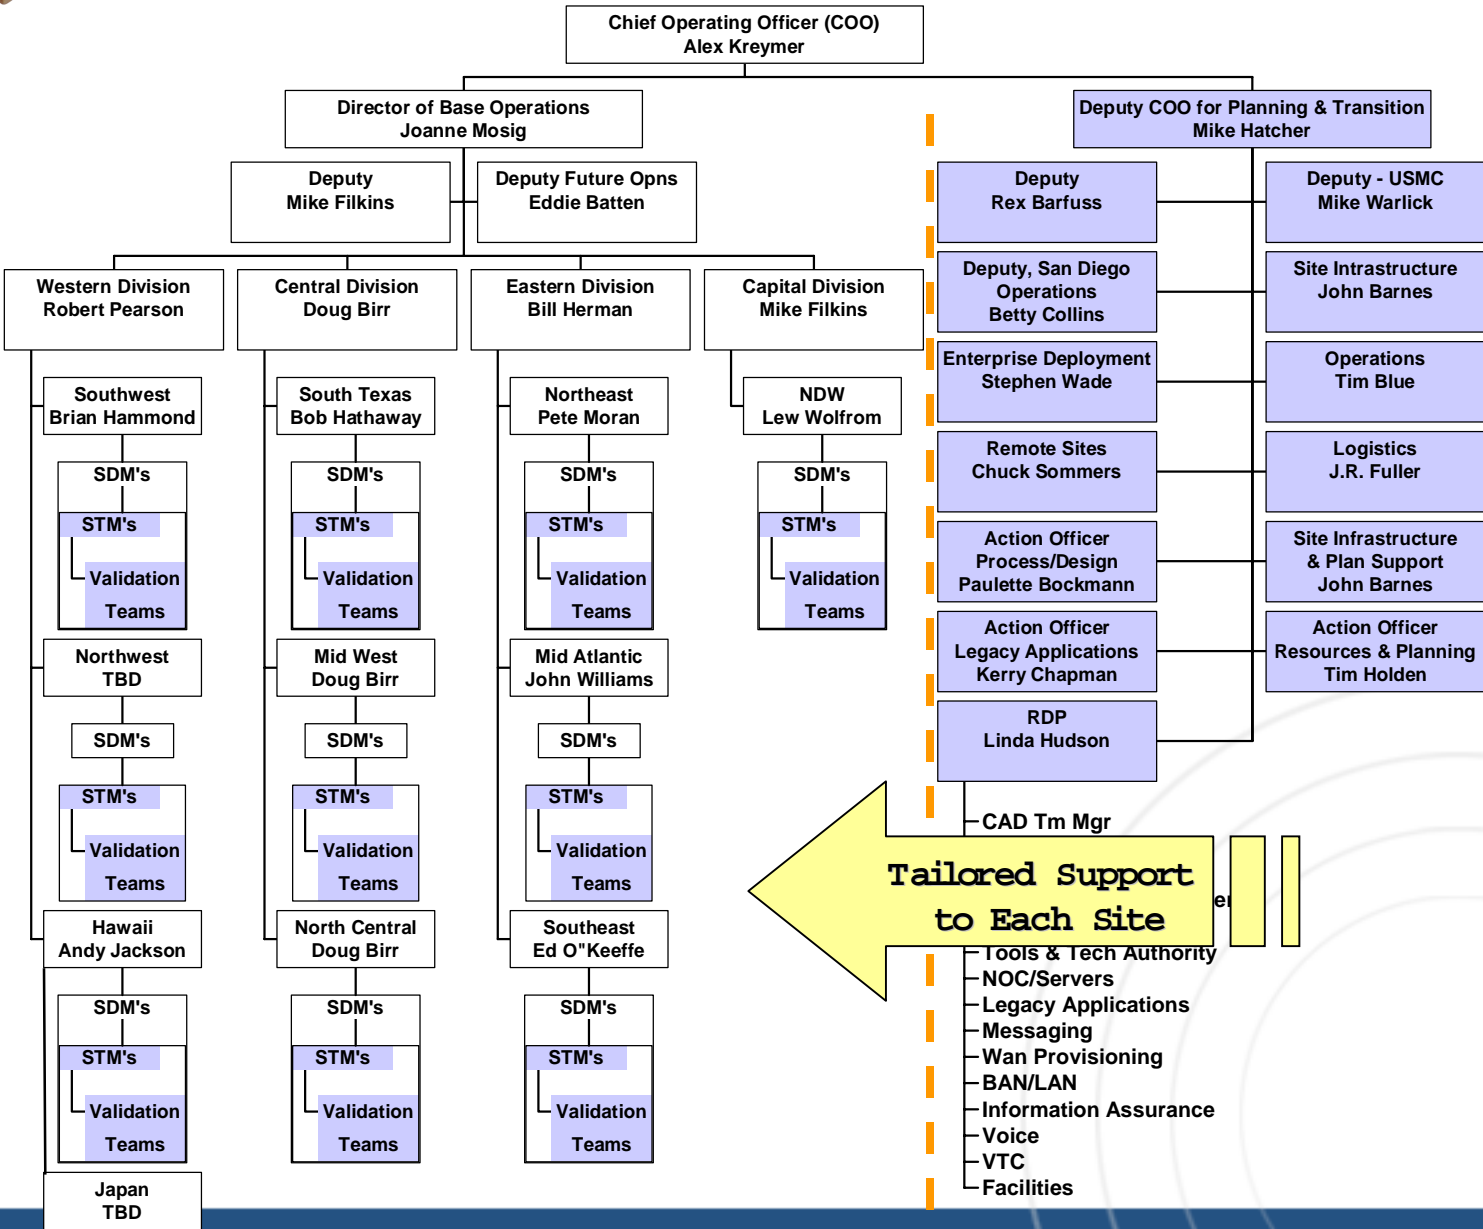 Chief Operating Officer (COO)
Alex Kreymer
Director of Base Operations
Joanne Mosig
Deputy COO for Planning & Transition
Mike Hatcher
Deputy
Mike Filkins
Deputy Future Opns
Eddie Batten
Western Division
Robert Pearson
Central Division
Doug Birr
Eastern Division
Bill Herman
Capital Division
Mike Filkins
Southwest
Brian Hammond
SDM's
STM's
Validation
Teams
Northwest
TBD
SDM's
STM's
Validation
Teams
Hawaii
Andy Jackson
SDM's
STM's
Validation
Teams
Japan
TBD
South Texas
Bob Hathaway
SDM's
STM's
Validation
Teams
Mid West
Doug Birr
SDM's
STM's
Validation
Teams
North Central
Doug Birr
SDM's
STM's
Validation
Teams
Northeast
Pete Moran
SDM's
STM's
Validation
Teams
Mid Atlantic
John Williams
SDM's
STM's
Validation
Teams
Southeast
Ed O"Keeffe
SDM's
STM's
Validation
Teams
NDW
Lew Wolfrom
SDM's
STM's
Validation
Teams
Deputy
Rex Barfuss
Deputy - USMC
Mike Warlick
Deputy, San Diego
Operations
Betty Collins
Site Intrastructure
John Barnes
Enterprise Deployment
Stephen Wade
Operations
Tim Blue
Remote Sites
Chuck Sommers
Logistics
J.R. Fuller
Action Officer
Process/Design
Paulette Bockmann
Site Infrastructure
& Plan Support
John Barnes
Action Officer
Legacy Applications
Kerry Chapman
Action Officer
Resources & Planning
Tim Holden
RDP
Linda Hudson
CAD Tm Mgr
Tailored Support
to Each Site
Tools & Tech Authority
NOC/Servers
Legacy Applications
Messaging
Wan Provisioning
BAN/LAN
Information Assurance
Voice
VTC
Facilities